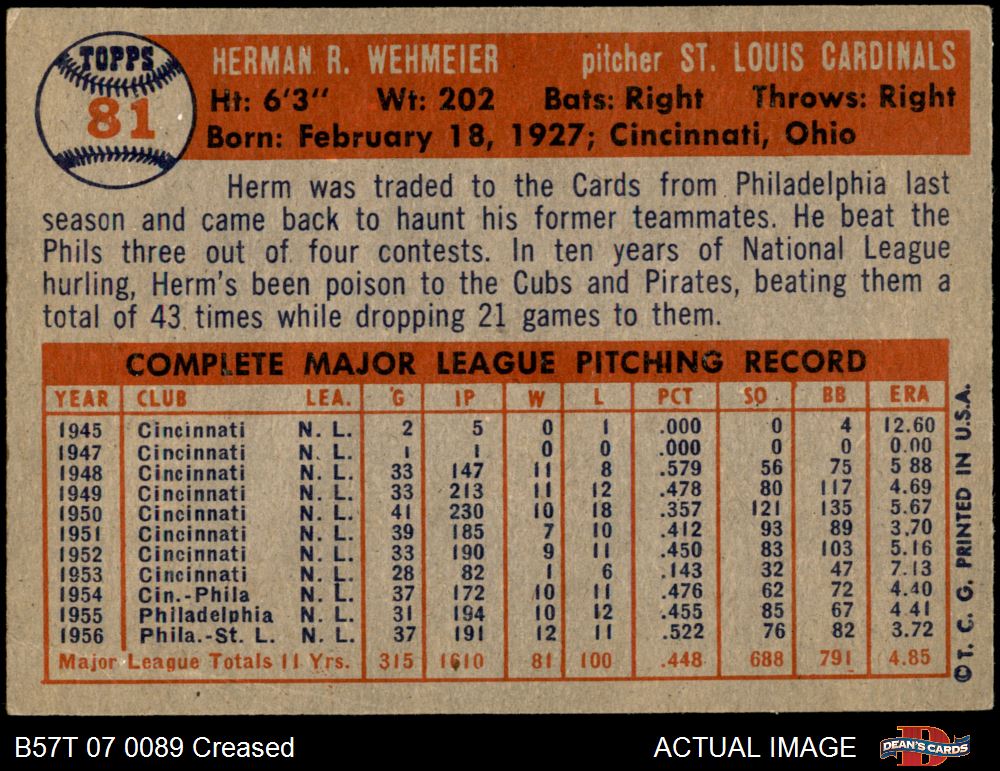 TOPPS
81
HERMAN R. WEHMEIER pitcher ST. LOUIS CARDINALS
Ht: 6'3" Wt: 202 Bats: Right Throws: Right
Born: February 18, 1927; Cincinnati, Ohio
Herm was traded to the Cards from Philadelphia last
season and came back to haunt his former teammates. He beat the
Phils three out of four contests. In ten years of National League
hurling, Herm's been poison to the Cubs and Pirates, beating them a
total of 43 times while dropping 21 games to them.
COMPLETE MAJOR LEAGUE PITCHING RECORD
YEAR CLUB LEA. G IP W L PCT SO BB ERA
1945 Cincinnati N. L. 2 5 0 1 .000 0 4 12.60
1947 Cincinnati N. L. 1 1 0 0 .000 0 0 0.00
1948 Cincinnati N. L. 33 147 11 8 .579 56 75 5 88
1949 Cincinnati N. L. 33 213 11 12 .478 80 117 4.69
1950 Cincinnati N. L. 41 230 10 18 .357 121 135 5.67
1951 Cincinnati N. L. 39 185 7 10 .412 93 89 3.70
1952 Cincinnati N. L. 33 190 9 11 .450 83 103 5.16
1953 Cincinnati N. L. 28 82 1 6 .143 32 47 7.13
1954 Cin.-Phila N. L. 37 172 10 11 .476 62 72 4.40
1955 Philadelphia N. L. 31 194 10 12 .455 85 67 4.41
1956 Phila.-St. L. N. L. 37 191 12 11 .522 76 82 3.72
Major League Totals 11 Yrs. 315 1610 81 100 .448 688 791 4.85
©T. C. G. PRINTED IN U.S.A.
B57T 07 0089 Creased ACTUAL IMAGE
DEAN'S CARDS